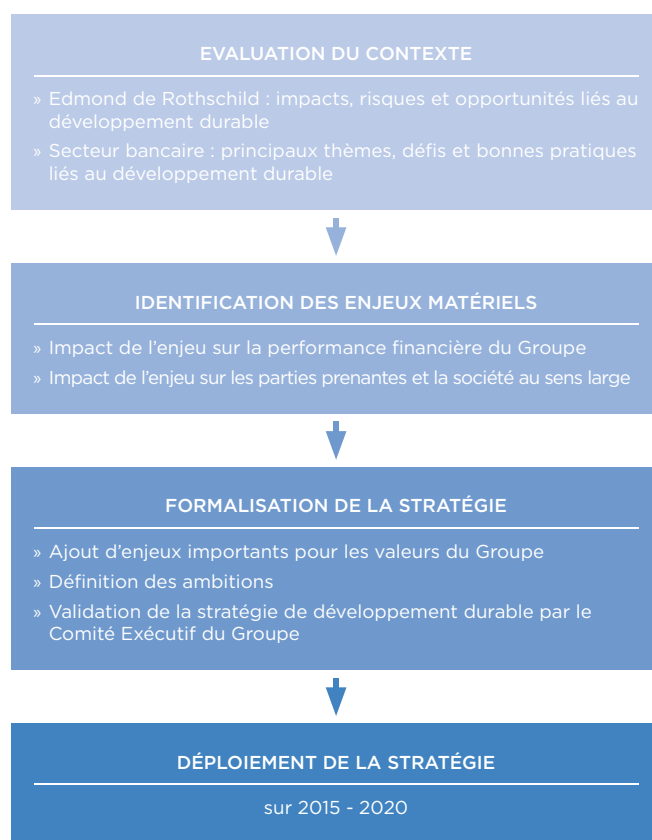 EVALUATION DU CONTEXTE
» Edmond de Rothschild : impacts, risques et opportunités liés au
développement durable
» Secteur bancaire : principaux thèmes, défis et bonnes pratiques
liés au développement durable
IDENTIFICATION DES ENJEUX MATÉRIELS
» Impact de l’enjeu sur la performance financière du Groupe
» Impact de l’enjeu sur les parties prenantes et la société au sens large
FORMALISATION DE LA STRATÉGIE
» Ajout d’enjeux importants pour les valeurs du Groupe
» Définition des ambitions
» Validation de la stratégie de développement durable par le
Comité Exécutif du Groupe
DÉPLOIEMENT DE LA STRATÉGIE
sur 2015 - 2020